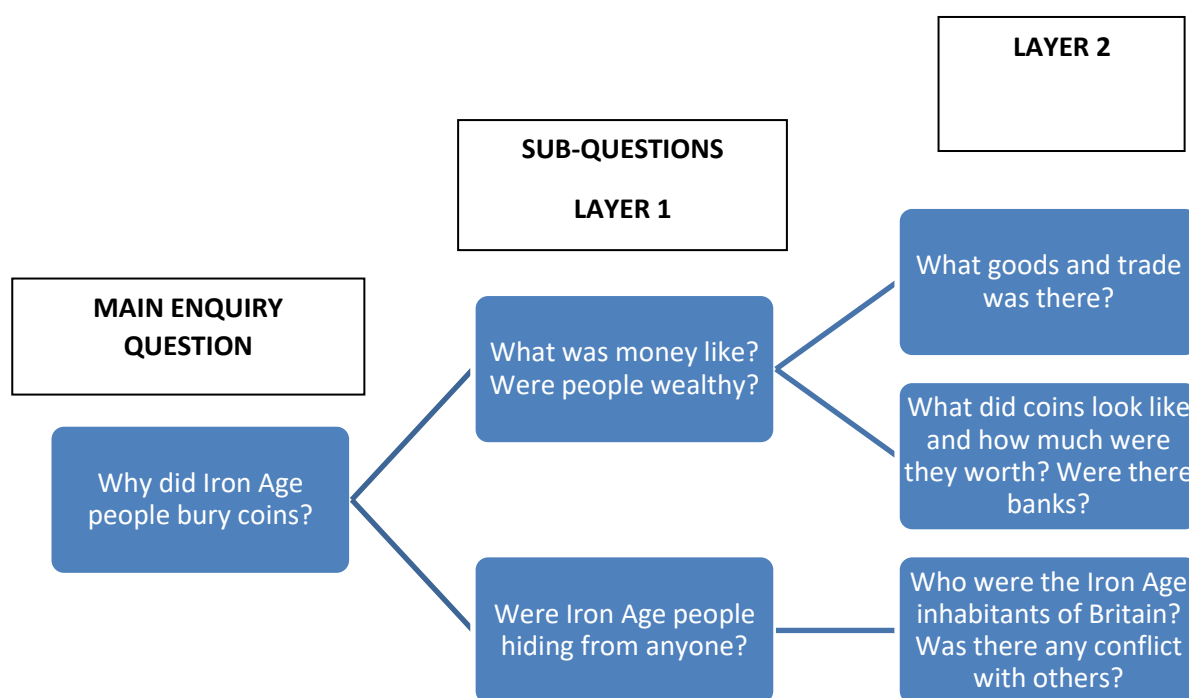 LAYER 2
SUB-QUESTIONS
LAYER 1
MAIN ENQUIRY
QUESTION
What goods and trade
was there?
What was money like?
Were people wealthy?
What did coins look like
and how much were
they worth? Were there
banks?
Why did Iron Age
people bury coins?
Were Iron Age people
hiding from anyone?
Who were the Iron Age
inhabitants of Britain?
Was there any conflict
with others?